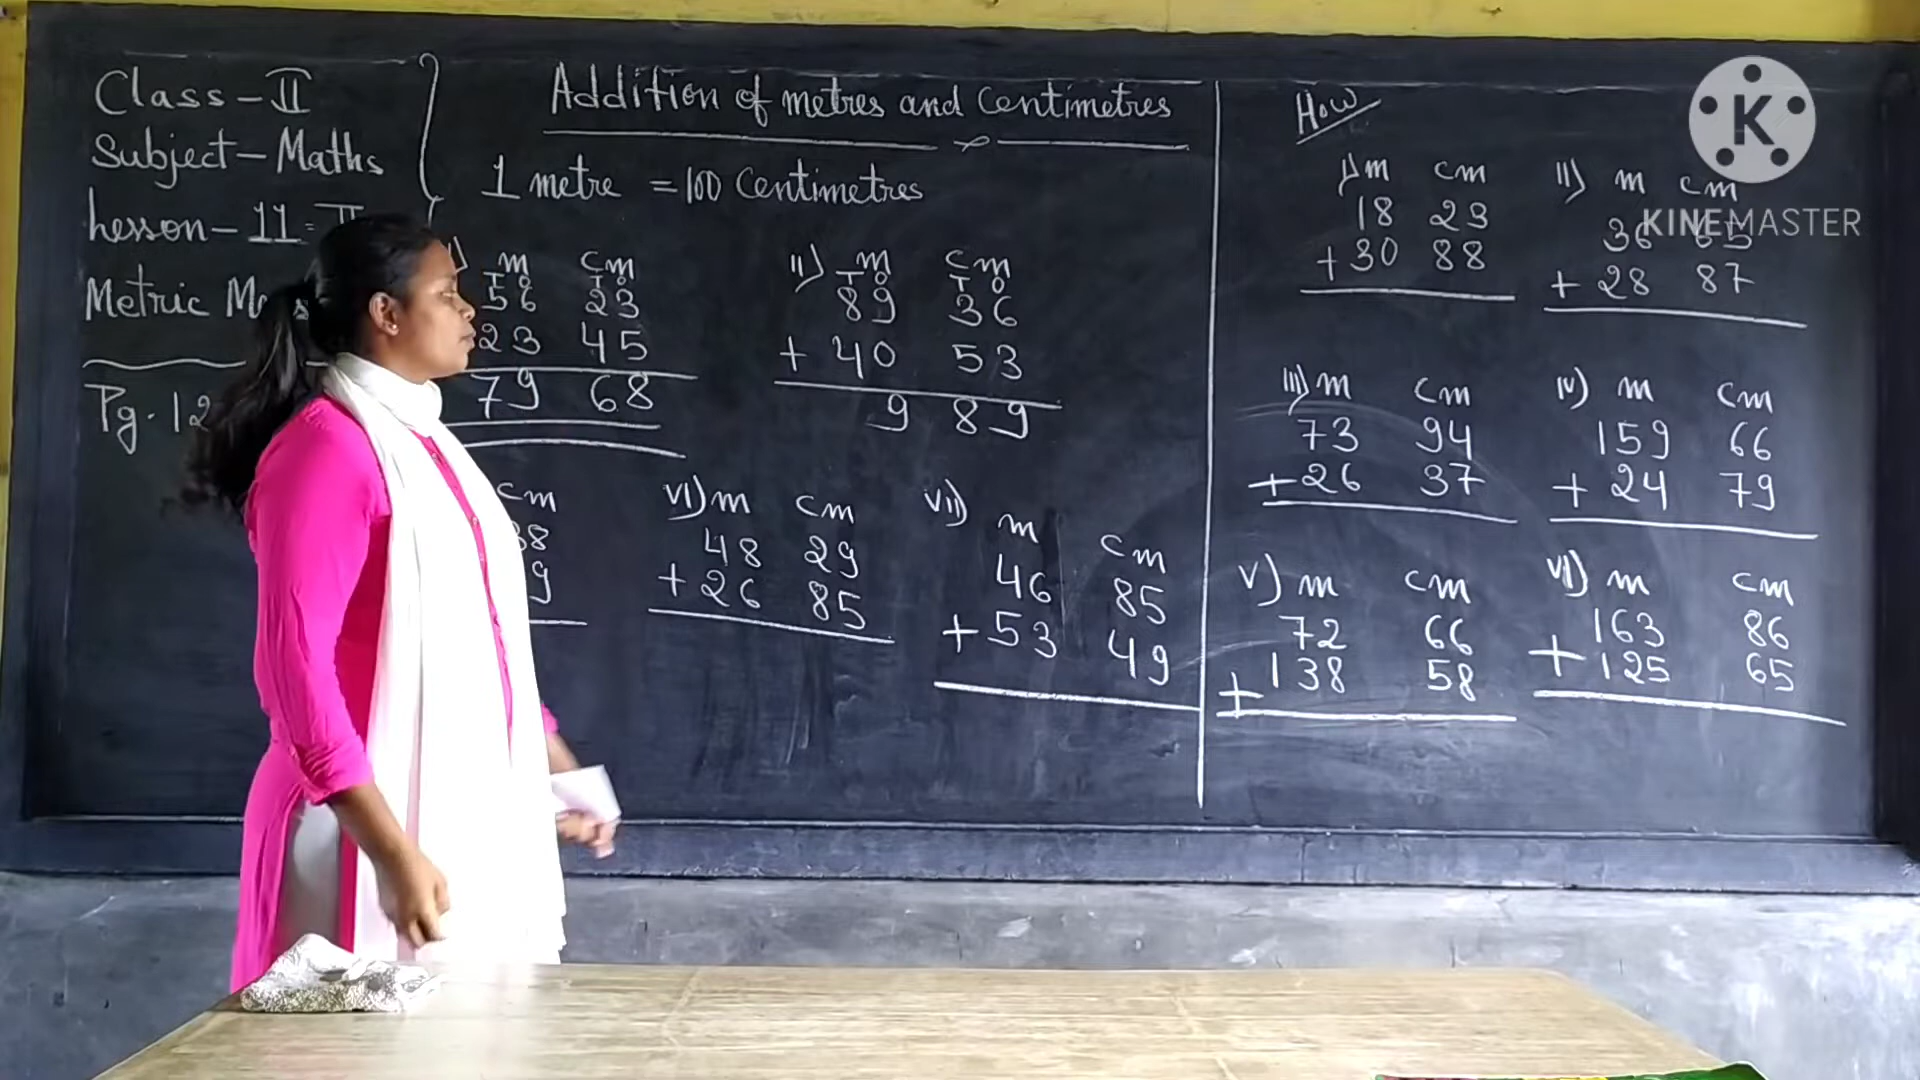 Class-II
Subject-Maths
Lesson-11
Metric
Pg.
Addition of metres and Centimetres
1 metre = 100 Centimetres
m cm
T O T O
56 23
23 45
79 68
II) m cm
T O T O
89 36
+ 40 53
9 89
cm
VI) m cm
48 29
+ 26 85
VII) m cm
46 85
+ 53 49
How
I) m cm
18 23
+ 30 88
II) m cm
36 65
+ 28 87
III) m cm
73 94
+ 26 37
IV) m cm
159 66
+ 24 79
V) m cm
72 66
+ 138 58
VI) m cm
163 86
+ 125 65
K
KINEMASTER